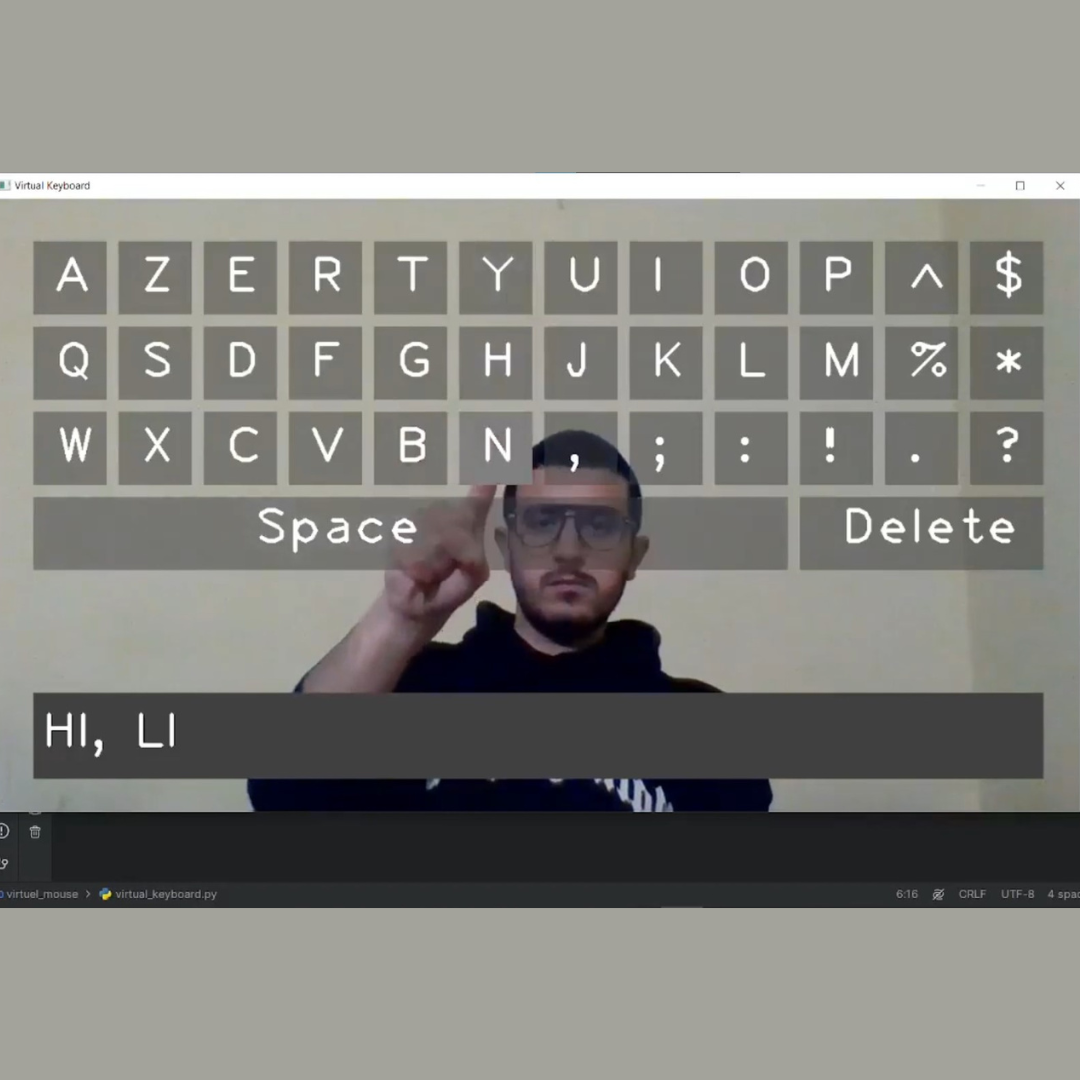 Virtual Keyboard
A Z E R T Y U I O P ^ $
Q S D F G H J K L M % *
W X C V B N , ; : ! . ?
Space Delete
HI, LI
virtuel_mouse > virtual_keyboard.py 6:16 CRLF UTF-8 4 spac